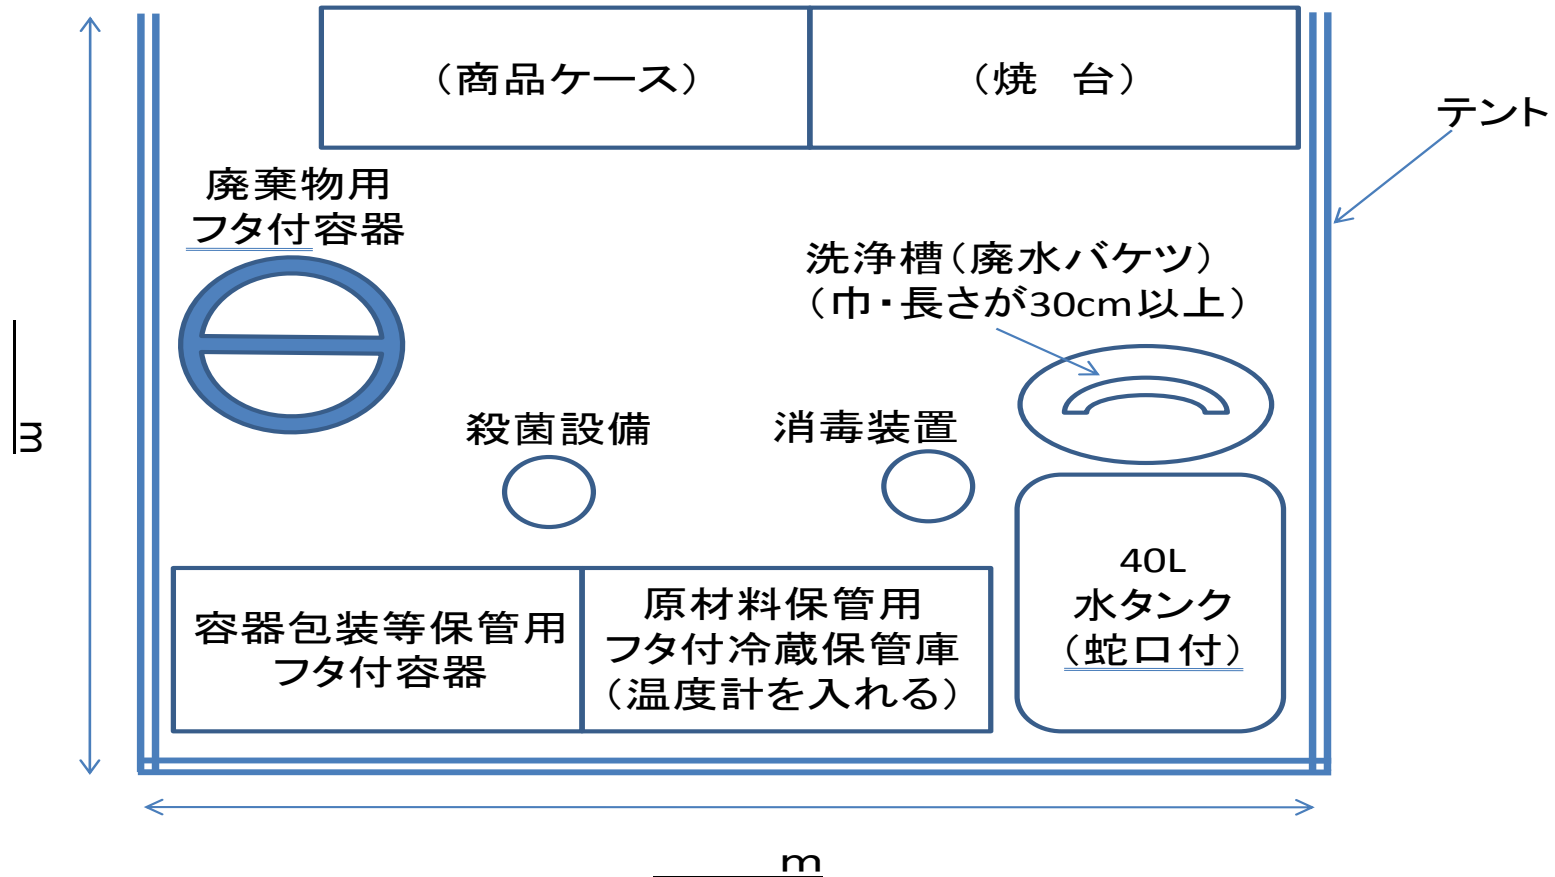 （商品ケース）
（焼　台）
テント
廃棄物用
フタ付容器
洗浄槽（廃水バケツ）
（巾・長さが30cm以上）
殺菌設備
消毒装置
m
40L
水タンク
（蛇口付）
容器包装等保管用
フタ付容器
原材料保管用
フタ付冷蔵保管庫
（温度計を入れる）
m